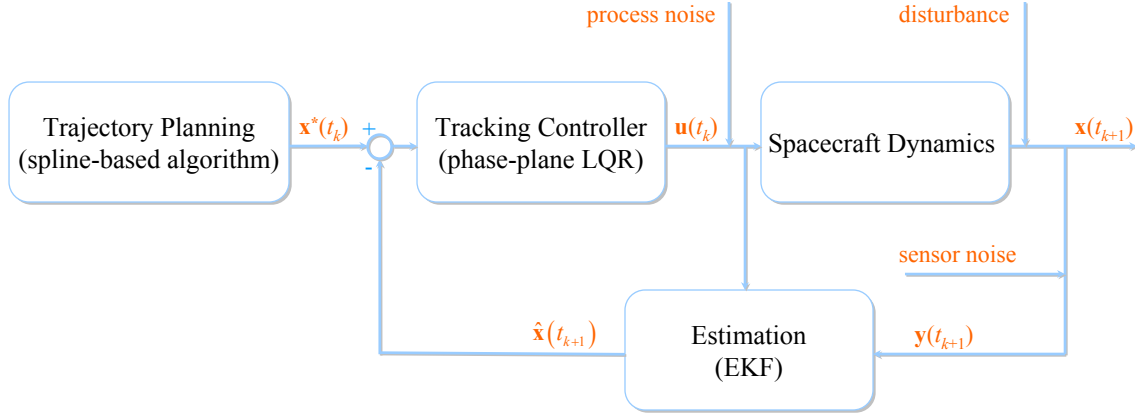 process noise
disturbance
Trajectory Planning
(spline-based algorithm)
x*(tₖ)
+
-
Tracking Controller
(phase-plane LQR)
u(tₖ)
Spacecraft Dynamics
x(tₖ₊₁)
sensor noise
x̂(tₖ₊₁)
Estimation
(EKF)
y(tₖ₊₁)